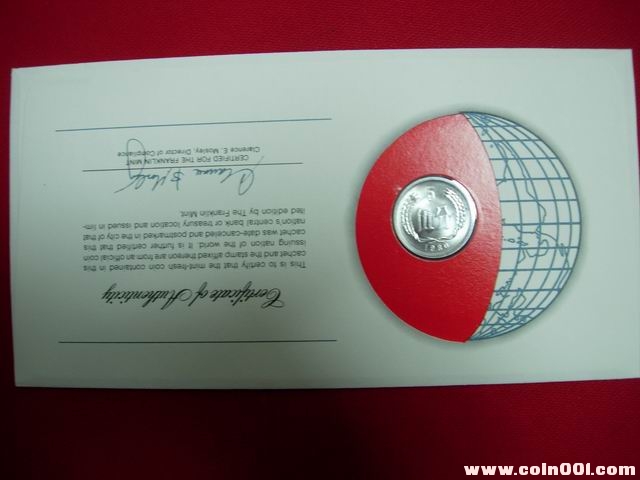 Certificate of Authenticity
This is to certify that the mint-fresh coin contained in this
cachet and the stamp affixed thereon are from an official coin
issuing nation of the world. It is further certified that this
cachet was date-canceled and postmarked in the city of that
nation's central bank or treasury location and issued in lim-
ited edition by The Franklin Mint.
CERTIFIED FOR THE FRANKLIN MINT
Clarence E. Mosley, Director of Compliance
www.coin001.com